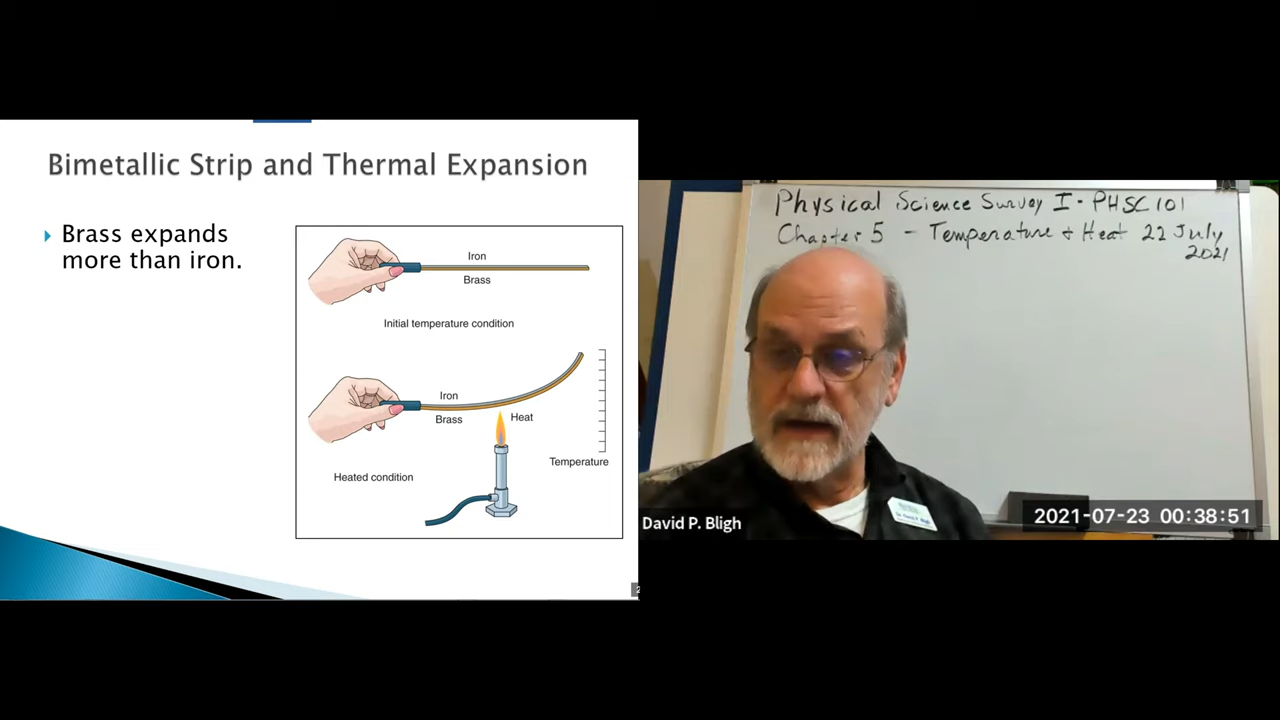 Bimetallic Strip and Thermal Expansion
Brass expands
more than iron.
Iron
Brass
Initial temperature condition
Iron
Brass
Heat
Temperature
Heated condition
Physical Science Survey I - PHSC 101
Chapter 5 - Temperature & Heat 22 July
2021
David P. Bligh
2021-07-23 00:38:51